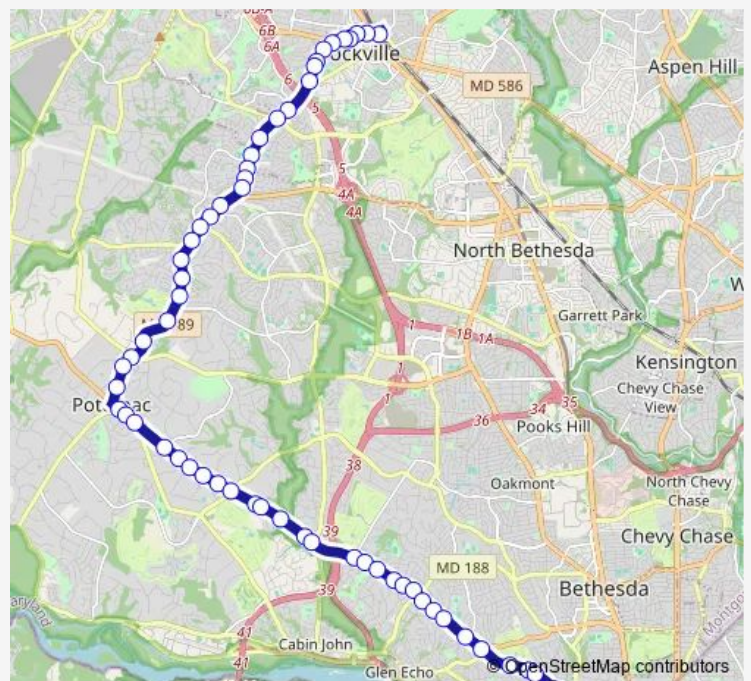 6B
6A
ockville
Aspen Hill
MD 586
6
5
5
4A
4A
North Bethesda
Garrett Park
89
1
1B 1A
Kensington
Chevy Chase
View
1
1
35
34
36
Pooks Hill
38
Oakmont
North Chevy
Chase
39
Chevy Chase
MD 188
Bethesda
39
41
41
Cabin John
Glen Echo
© OpenStreetMap contributors